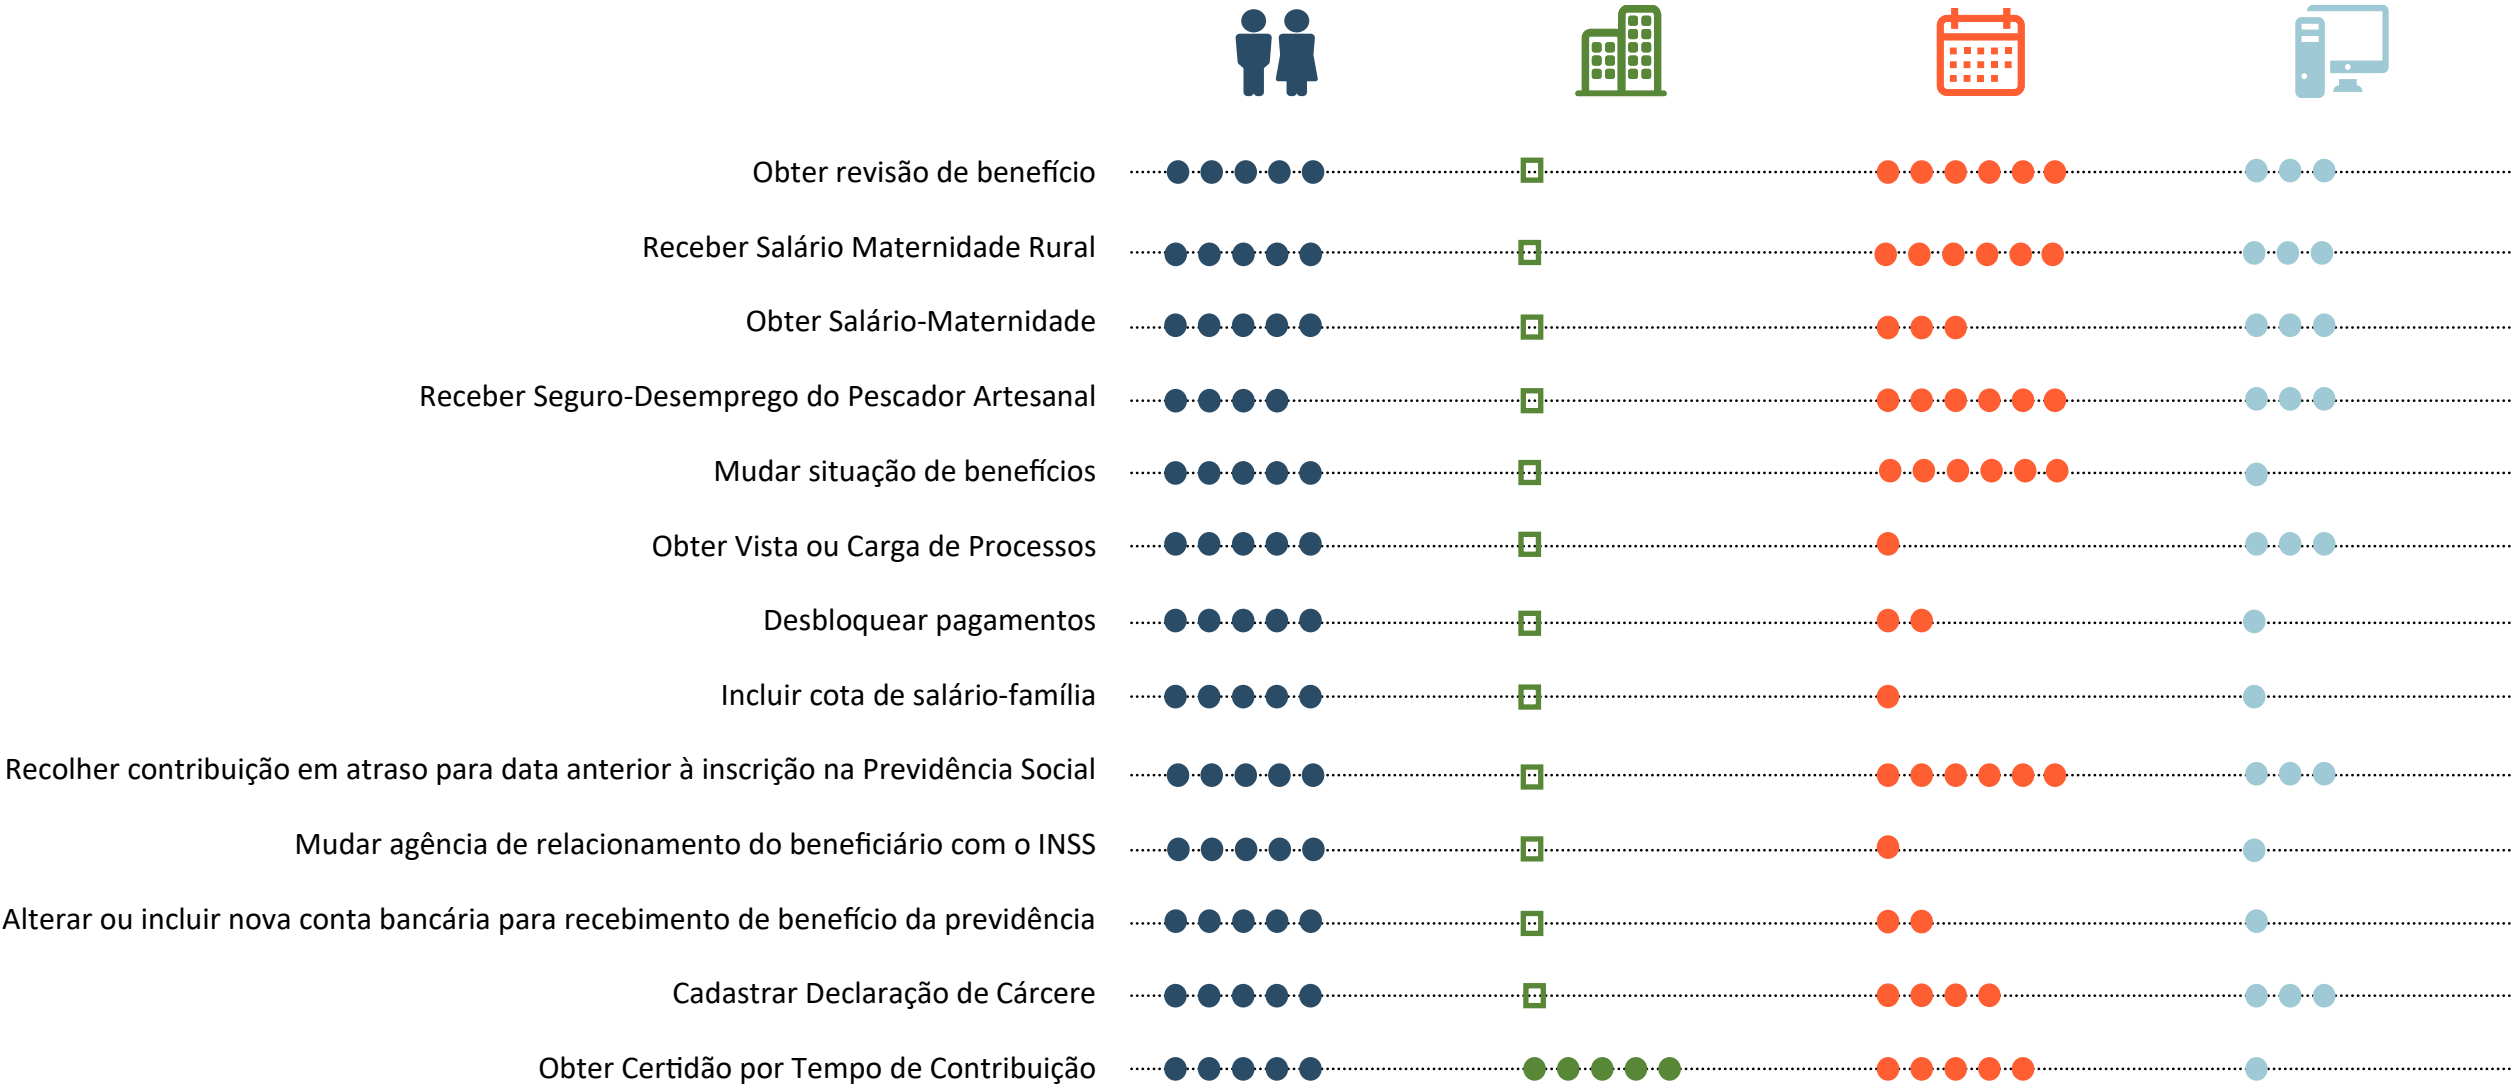 Obter revisão de benefício
Receber Salário Maternidade Rural
Obter Salário-Maternidade
Receber Seguro-Desemprego do Pescador Artesanal
Mudar situação de benefícios
Obter Vista ou Carga de Processos
Desbloquear pagamentos
Incluir cota de salário-família
Recolher contribuição em atraso para data anterior à inscrição na Previdência Social
Mudar agência de relacionamento do beneficiário com o INSS
Alterar ou incluir nova conta bancária para recebimento de benefício da previdência
Cadastrar Declaração de Cárcere
Obter Certidão por Tempo de Contribuição